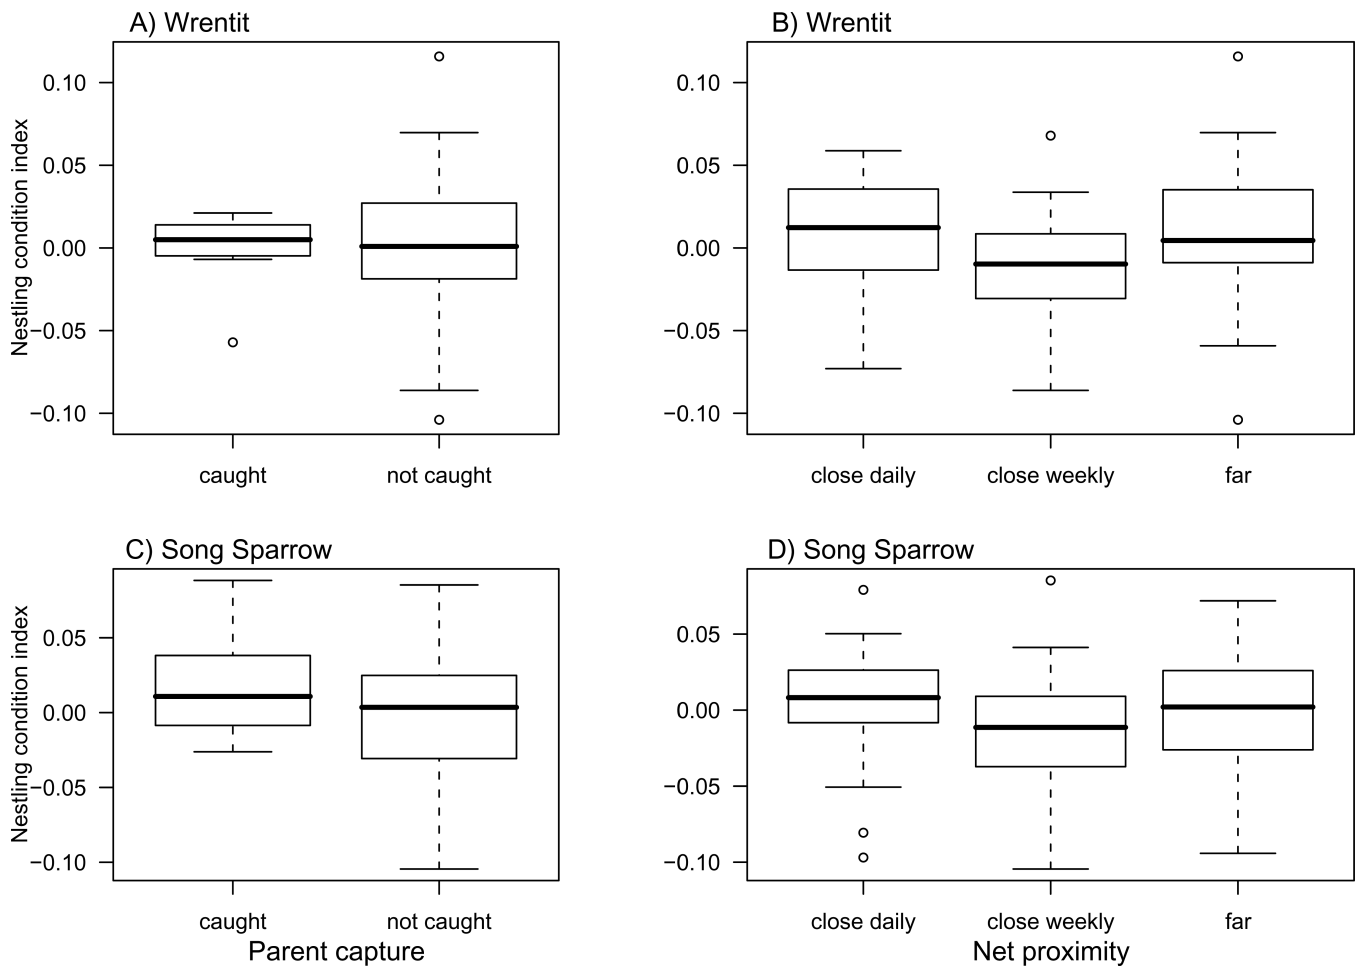 A) Wrentit
Nestling condition index
0.10
0.05
0.00
−0.05
−0.10
caught not caught
B) Wrentit
0.10
0.05
0.00
−0.05
−0.10
close daily close weekly far
C) Song Sparrow
Nestling condition index
0.05
0.00
−0.05
−0.10
caught not caught
Parent capture
D) Song Sparrow
0.05
0.00
−0.05
−0.10
close daily close weekly far
Net proximity